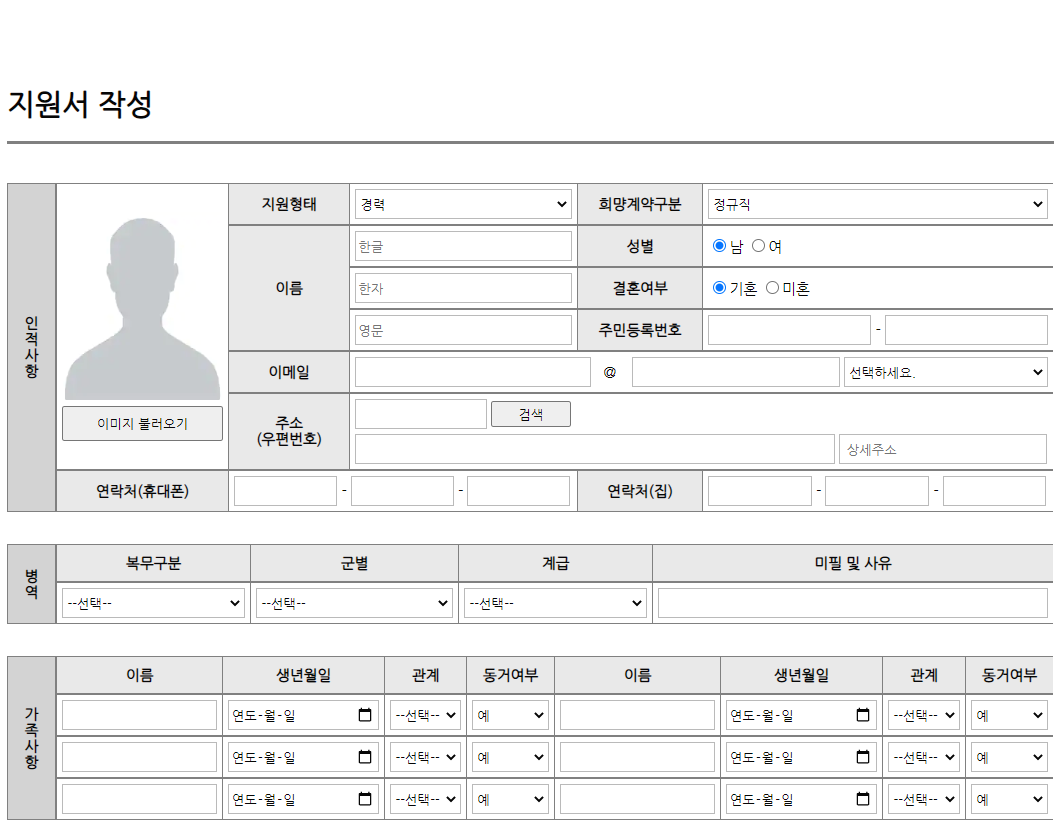 지원서 작성
인적사항
이미지 불러오기
지원형태 경력 희망계약구분 정규직
이름 한글 성별 남 여
한자 결혼여부 기혼 미혼
영문 주민등록번호 -
이메일 @ 선택하세요.
주소
(우편번호)
검색
상세주소
연락처(휴대폰) - - 연락처(집) - -
병역
복무구분 군별 계급 미필 및 사유
--선택-- --선택-- --선택--
가족사항
이름 생년월일 관계 동거여부 이름 생년월일 관계 동거여부
연도-월-일 --선택-- 예 연도-월-일 --선택-- 예
연도-월-일 --선택-- 예 연도-월-일 --선택-- 예
연도-월-일 --선택-- 예 연도-월-일 --선택-- 예